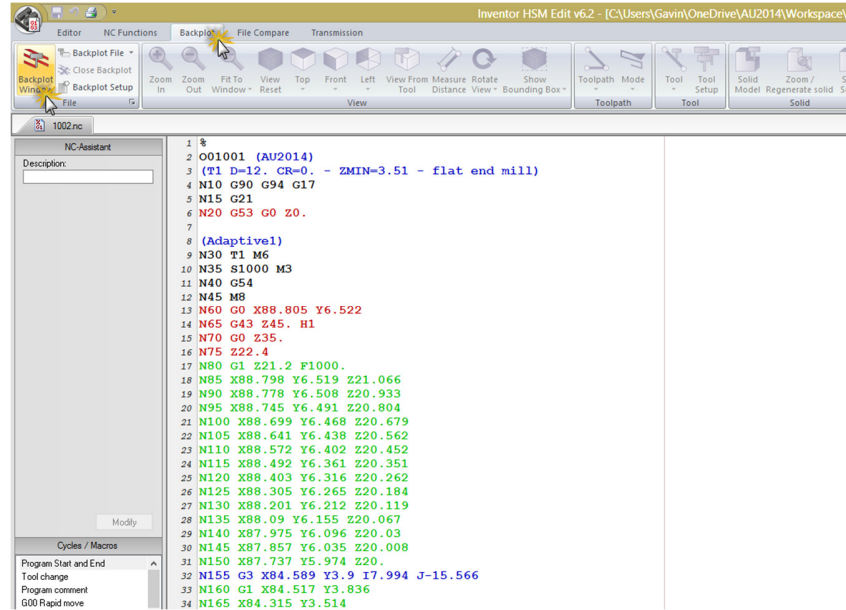 Inventor HSM Edit v6.2 - [C:\Users\Gavin\OneDrive\AU2014\Workspace\
Editor NC Functions Backplot File Compare Transmission
Backplot Window
Backplot File
Close Backplot
Backplot Setup
File
Zoom In
Zoom Out
Fit To Window
View Reset
Top
Front
Left
View From Tool
Measure Distance
Rotate View
Show Bounding Box
View
Toolpath
Mode
Toolpath
Tool
Tool Setup
Tool
Solid Model
Zoom / Regenerate solid
Solid
1002.nc
NC-Assistant
Description:
Modify
Cycles / Macros
Program Start and End
Tool change
Program comment
G00 Rapid move
1 %
2 O01001 (AU2014)
3 (T1 D=12. CR=0. - ZMIN=3.51 - flat end mill)
4 N10 G90 G94 G17
5 N15 G21
6 N20 G53 G0 Z0.
7
8 (Adaptive1)
9 N30 T1 M6
10 N35 S1000 M3
11 N40 G54
12 N45 M8
13 N60 G0 X88.805 Y6.522
14 N65 G43 Z45. H1
15 N70 G0 Z35.
16 N75 Z22.4
17 N80 G1 Z21.2 F1000.
18 N85 X88.798 Y6.519 Z21.066
19 N90 X88.778 Y6.508 Z20.933
20 N95 X88.745 Y6.491 Z20.804
21 N100 X88.699 Y6.468 Z20.679
22 N105 X88.641 Y6.438 Z20.562
23 N110 X88.572 Y6.402 Z20.452
24 N115 X88.492 Y6.361 Z20.351
25 N120 X88.403 Y6.316 Z20.262
26 N125 X88.305 Y6.265 Z20.184
27 N130 X88.201 Y6.212 Z20.119
28 N135 X88.09 Y6.155 Z20.067
29 N140 X87.975 Y6.096 Z20.03
30 N145 X87.857 Y6.035 Z20.008
31 N150 X87.737 Y5.974 Z20.
32 N155 G3 X84.589 Y3.9 I7.994 J-15.566
33 N160 G1 X84.517 Y3.836
34 N165 X84.315 Y3.514